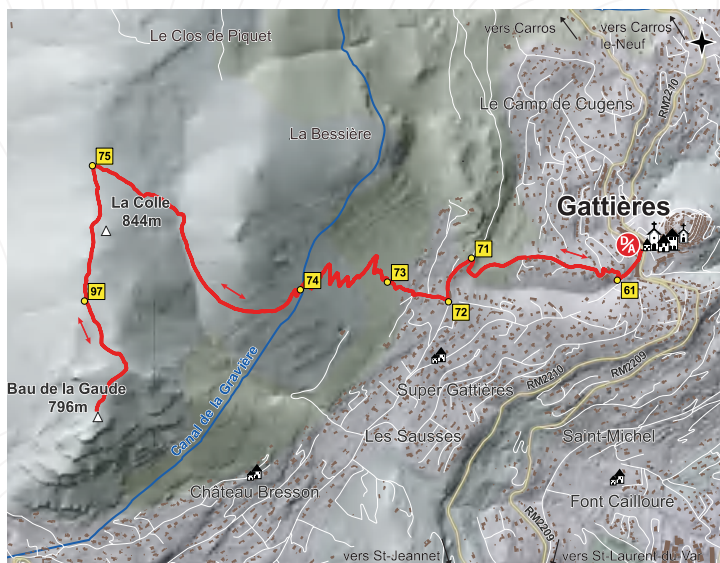 vers Carros
vers Carros
le-Neuf
N
Le Clos de Piquet
RM2210
Le Camp de Cugens
La Bessière
75
La Colle
844m
Gattières
D/A
71
73
74
61
97
72
Super Gattières
RM2210
RM2209
Bau de la Gaude
796m
Canal de la Gravière
Les Sausses
Saint-Michel
Château Bresson
Font Cailloure
RM2209
vers St-Jeannet
vers St-Laurent-du Var